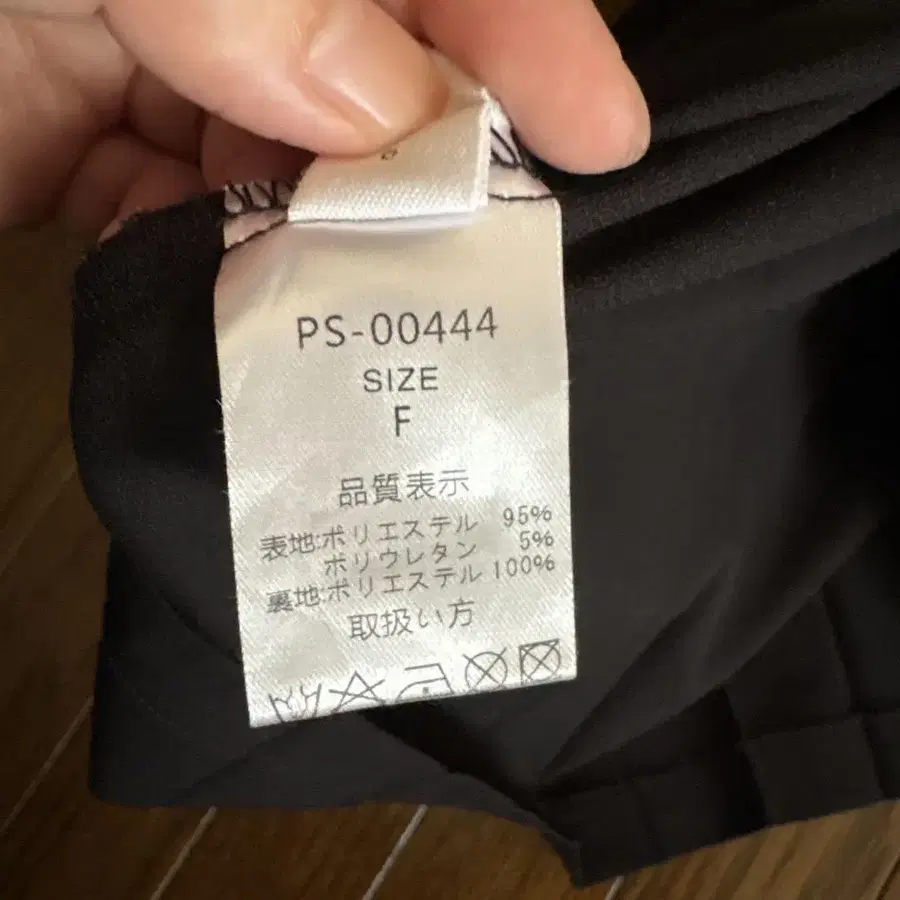 PS-00444
SIZE
F
品質表示
表地:ポリエステル 95%
ポリウレタン 5%
裏地:ポリエステル 100%
取扱い方